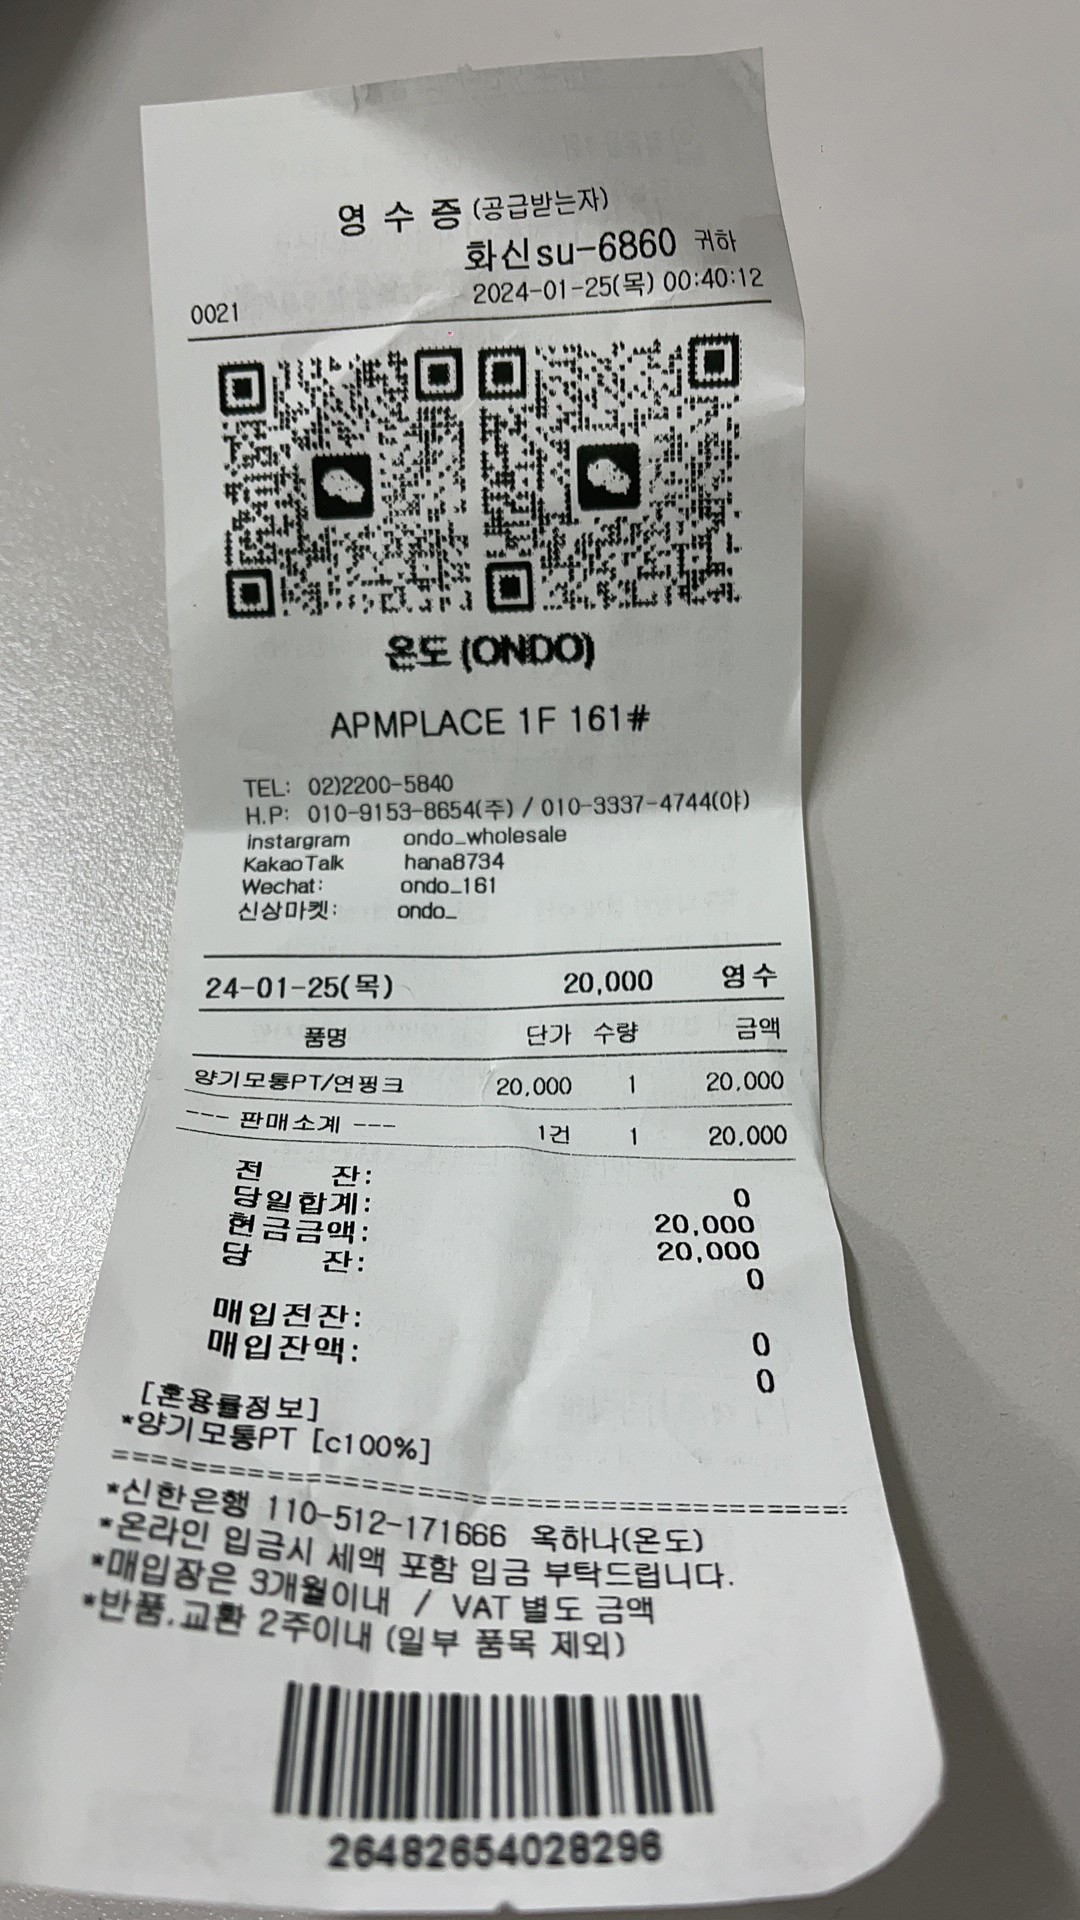 영 수 증 (공급받는자)
화신su-6860 귀하
0021 2024-01-25(목) 00:40:12
온도 (ONDO)
APMPLACE 1F 161#
TEL: 02)2200-5840
H.P: 010-9153-8654(주) / 010-3337-4744(야)
instargram ondo_wholesale
KakaoTalk hana8734
Wechat: ondo_161
신상마켓: ondo_
24-01-25(목) 20,000 영수
품명 단가 수량 금액
양기모통PT/연핑크 20,000 1 20,000
--- 판매소계 --- 1건 1 20,000
전 잔: 0
당일합계: 20,000
현금금액: 20,000
당 잔: 0
매입전잔: 0
매입잔액: 0
[혼용률정보]
*양기모통PT [c100%]
==================================================
*신한은행 110-512-171666 옥하나(온도)
*온라인 입금시 세액 포함 입금 부탁드립니다.
*매입장은 3개월이내 / VAT 별도 금액
*반품.교환 2주이내 (일부 품목 제외)
26482654028296